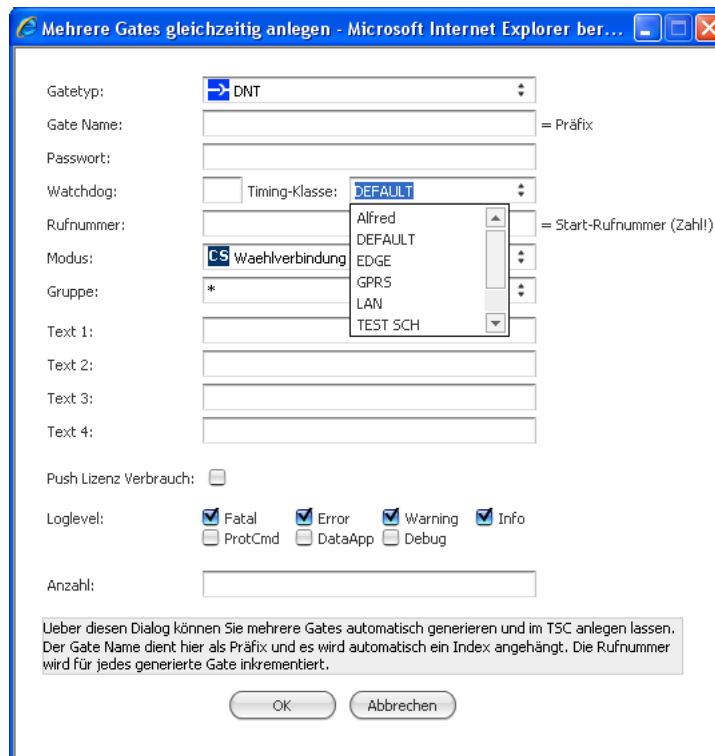 Mehrere Gates gleichzeitig anlegen - Microsoft Internet Explorer ber...
Gatetyp: DNT
Gate Name: = Präfix
Passwort:
Watchdog: Timing-Klasse: DEFAULT
Alfred
DEFAULT
EDGE
GPRS
LAN
TEST SCH
Rufnummer: = Start-Rufnummer (Zahl!)
Modus: CS Waehlverbindung
Gruppe: *
Text 1:
Text 2:
Text 3:
Text 4:
Push Lizenz Verbrauch:
Loglevel: Fatal Error Warning Info
ProtCmd DataApp Debug
Anzahl:
Ueber diesen Dialog können Sie mehrere Gates automatisch generieren und im TSC anlegen lassen.
Der Gate Name dient hier als Präfix und es wird automatisch ein Index angehängt. Die Rufnummer
wird für jedes generierte Gate inkrementiert.
OK Abbrechen